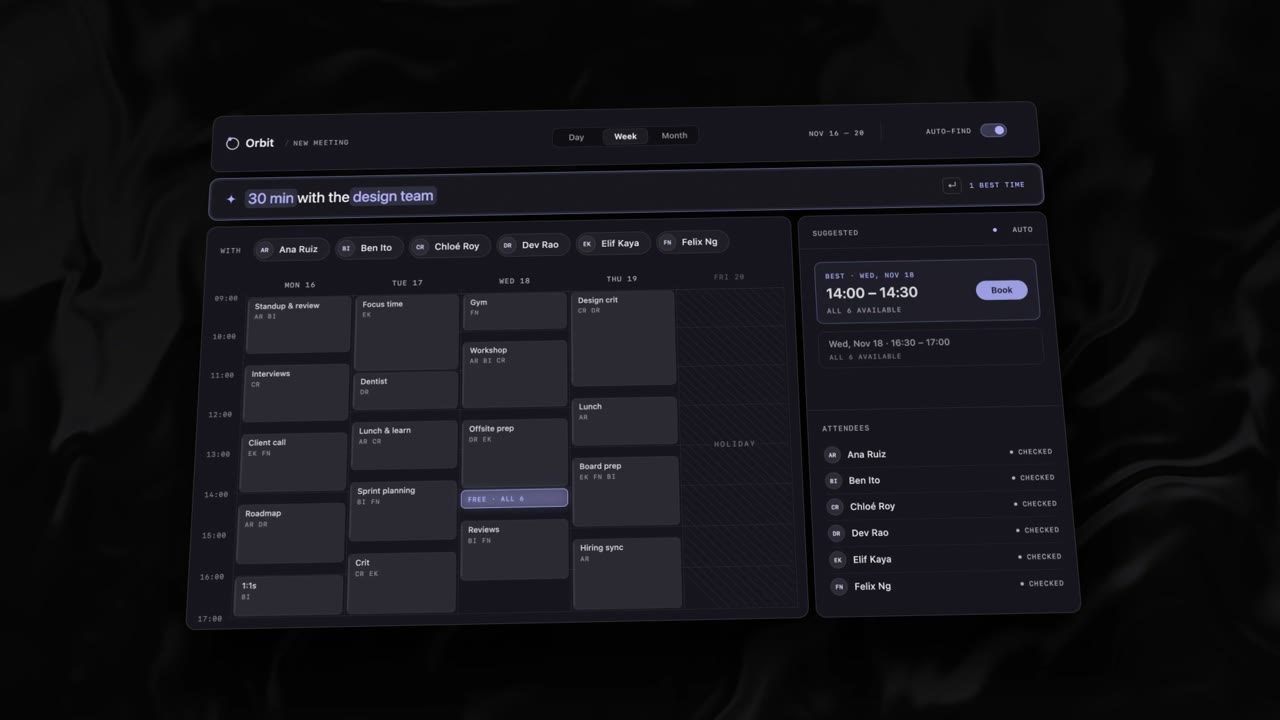 Orbit / NEW MEETING
Day Week Month
NOV 16 – 20
AUTO-FIND
30 min with the design team
1 BEST TIME
WITH
AR Ana Ruiz
BI Ben Ito
CR Chloé Roy
DR Dev Rao
EK Elif Kaya
FN Felix Ng
MON 16
TUE 17
WED 18
THU 19
FRI 20
09:00
10:00
11:00
12:00
13:00
14:00
15:00
16:00
17:00
Standup & review
AR BI
Interviews
CR
Client call
EK FN
Roadmap
AR DR
1:1s
BI
Focus time
EK
Dentist
DR
Lunch & learn
AR CR
Sprint planning
BI FN
Crit
CR EK
Gym
FN
Workshop
AR BI CR
Offsite prep
DR EK
FREE · ALL 6
Reviews
BI FN
Design crit
CR DR
Lunch
AR
Board prep
EK FN BI
Hiring sync
AR
HOLIDAY
SUGGESTED
AUTO
BEST · WED, NOV 18
14:00 – 14:30
ALL 6 AVAILABLE
Book
Wed, Nov 18 · 16:30 – 17:00
ALL 6 AVAILABLE
ATTENDEES
AR Ana Ruiz CHECKED
BI Ben Ito CHECKED
CR Chloé Roy CHECKED
DR Dev Rao CHECKED
EK Elif Kaya CHECKED
FN Felix Ng CHECKED